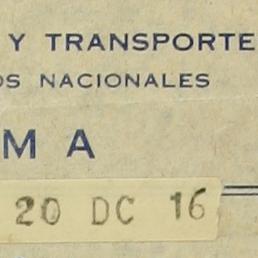 Y TRANSPORTE
OS NACIONALES
M A
20 DC 16